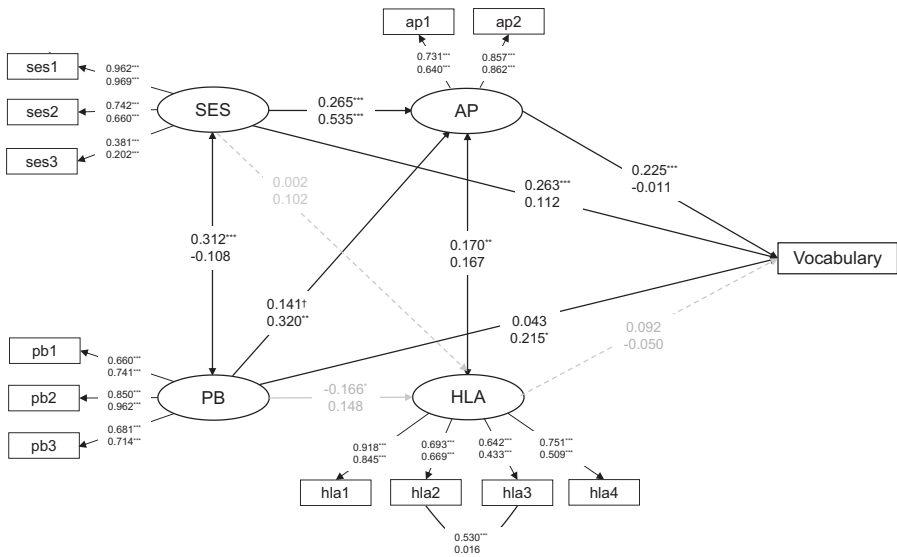 ap1
ap2
ses1
0.962***
0.969***
0.731***
0.640***
0.857***
0.862***
ses2
0.742***
0.660***
SES
0.265***
0.535***
AP
ses3
0.381***
0.202***
0.002
0.102
0.263***
0.112
0.225***
-0.011
0.312***
-0.108
0.170**
0.167
Vocabulary
0.141†
0.320**
0.043
0.215*
0.092
-0.050
pb1
0.660***
0.741***
pb2
0.850***
0.962***
PB
-0.166*
0.148
HLA
pb3
0.681***
0.714***
0.918***
0.845***
0.693***
0.669***
0.642***
0.433***
0.751***
0.509***
hla1
hla2
hla3
hla4
0.530***
0.016